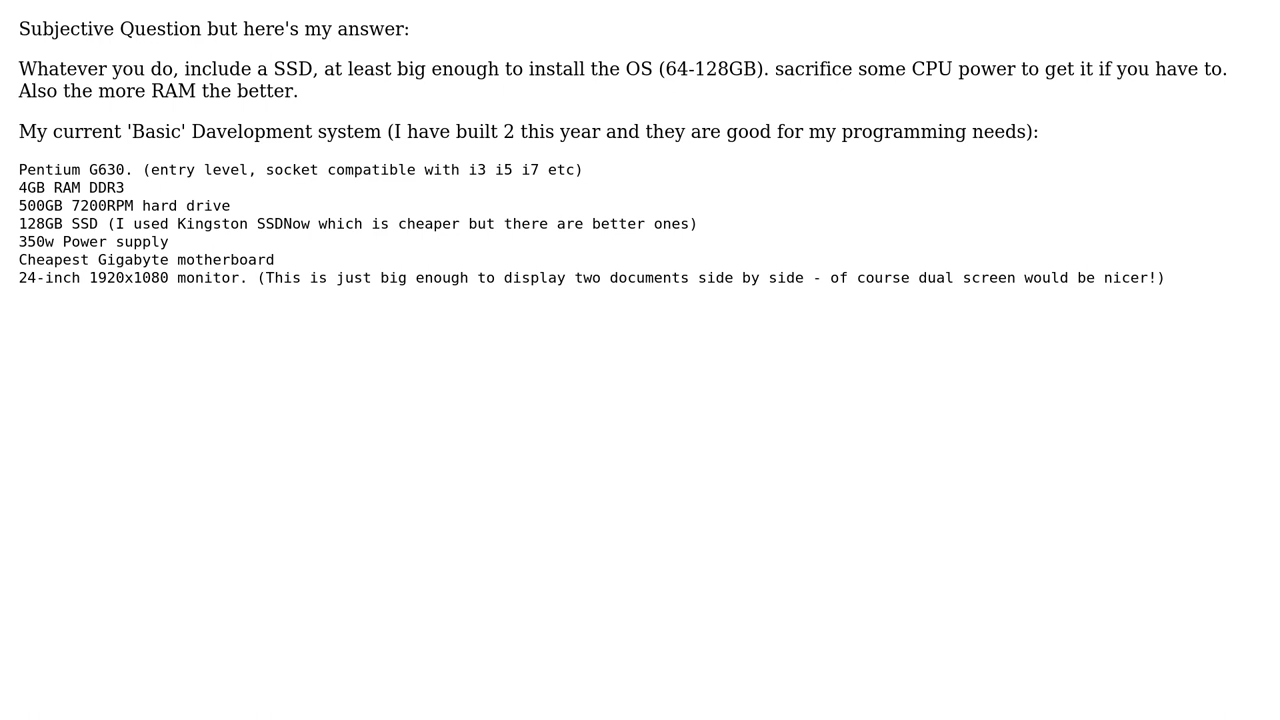 Subjective Question but here's my answer:
Whatever you do, include a SSD, at least big enough to install the OS (64-128GB). sacrifice some CPU power to get it if you have to.
Also the more RAM the better.
My current 'Basic' Davelopment system (I have built 2 this year and they are good for my programming needs):
Pentium G630. (entry level, socket compatible with i3 i5 i7 etc)
4GB RAM DDR3
500GB 7200RPM hard drive
128GB SSD (I used Kingston SSDNow which is cheaper but there are better ones)
350w Power supply
Cheapest Gigabyte motherboard
24-inch 1920x1080 monitor. (This is just big enough to display two documents side by side - of course dual screen would be nicer!)